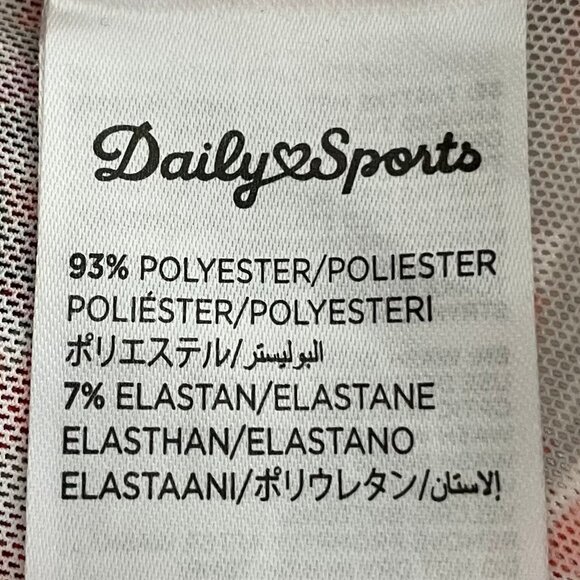 Daily Sports
93% POLYESTER/POLIESTER
POLIÉSTER/POLYESTERI
ポリエステル/البوليستر
7% ELASTAN/ELASTANE
ELASTHAN/ELASTANO
ELASTAANI/ポリウレタン/إلاستان